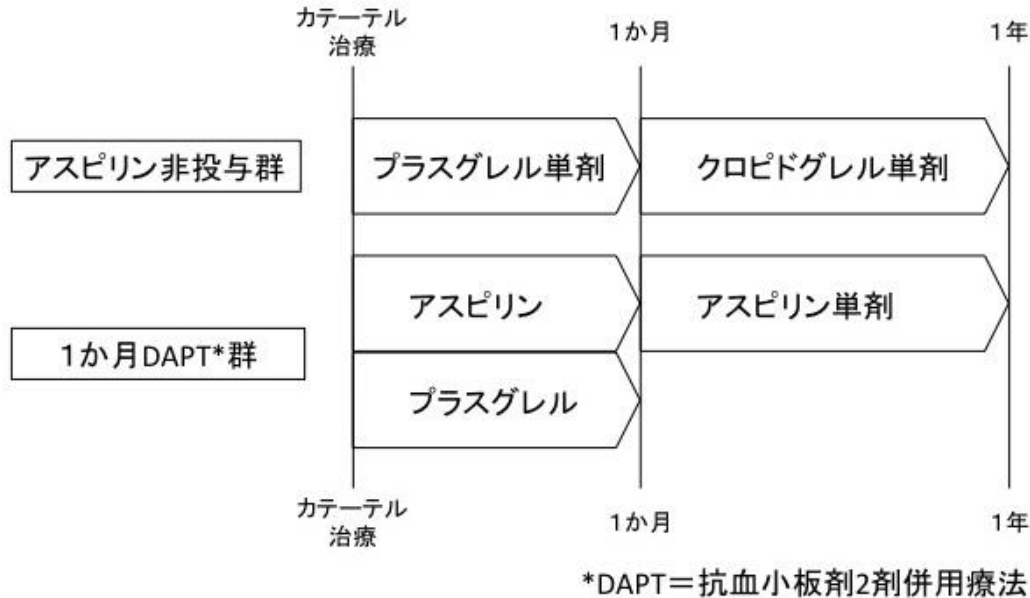 カテーテル
治療
1か月
1年
アスピリン非投与群
プラスグレル単剤
クロピドグレル単剤
アスピリン
アスピリン単剤
1か月DAPT*群
プラスグレル
カテーテル
治療
1か月
1年
*DAPT＝抗血小板剤2剤併用療法